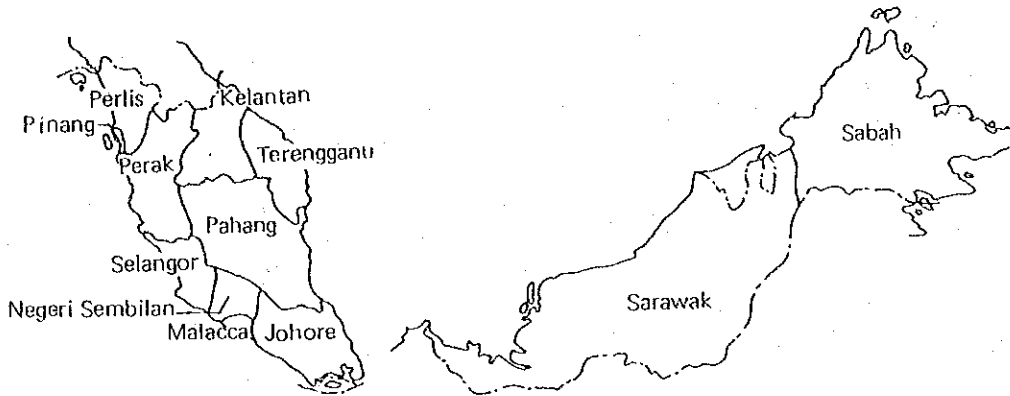 Perlis
Kelantan
Pinang
Perak
Terengganu
Pahang
Selangor
Negeri Sembilan
Malacca
Johore
Sabah
Sarawak